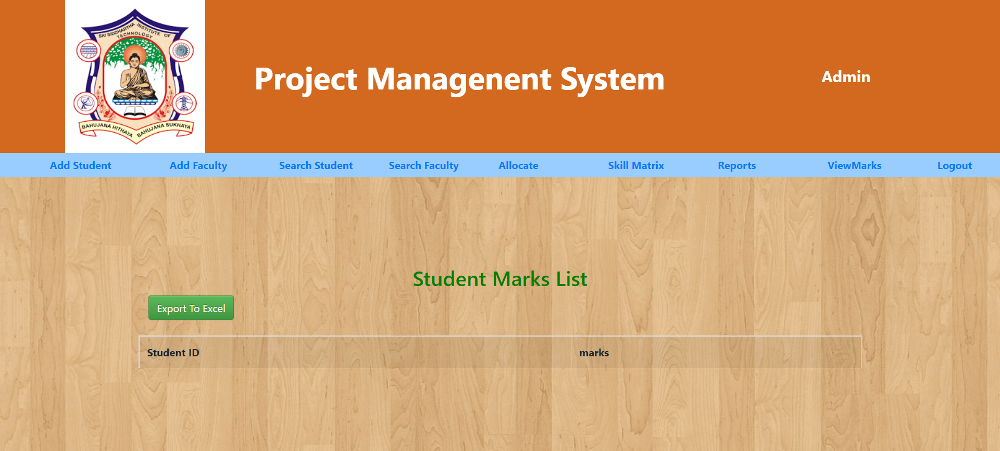 SRI SIDDHARTHA INSTITUTE OF
TECHNOLOGY
BAHUJANA HITHAYA BAHUJANA SUKHAYA
Project Managenent System
Admin
Add Student Add Faculty Search Student Search Faculty Allocate Skill Matrix Reports ViewMarks Logout
Student Marks List
Export To Excel
Student ID marks